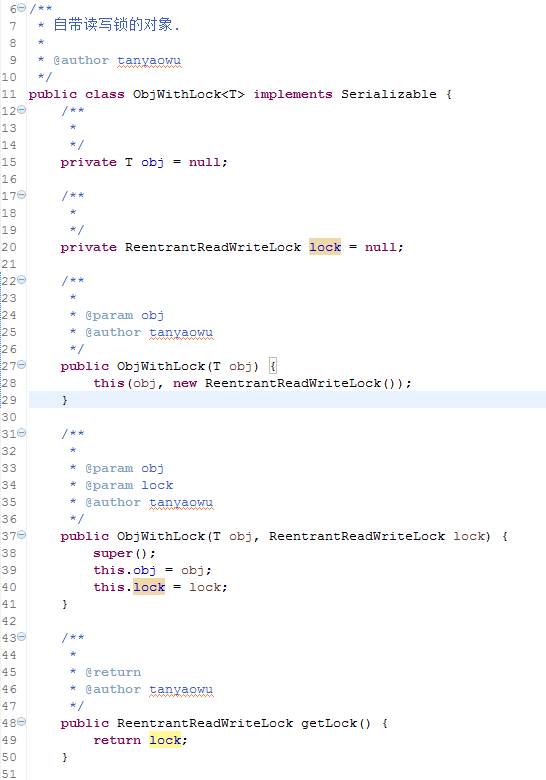 6 /**
7  * 自带读写锁的对象.
8  *
9  * @author tanyaowu
10  */
11 public class ObjWithLock<T> implements Serializable {
12     /**
13      *
14      */
15     private T obj = null;
16
17     /**
18      *
19      */
20     private ReentrantReadWriteLock lock = null;
21
22     /**
23      *
24      * @param obj
25      * @author tanyaowu
26      */
27     public ObjWithLock(T obj) {
28         this(obj, new ReentrantReadWriteLock());
29     }
30
31     /**
32      *
33      * @param obj
34      * @param lock
35      * @author tanyaowu
36      */
37     public ObjWithLock(T obj, ReentrantReadWriteLock lock) {
38         super();
39         this.obj = obj;
40         this.lock = lock;
41     }
42
43     /**
44      *
45      * @return
46      * @author tanyaowu
47      */
48     public ReentrantReadWriteLock getLock() {
49         return lock;
50     }
51